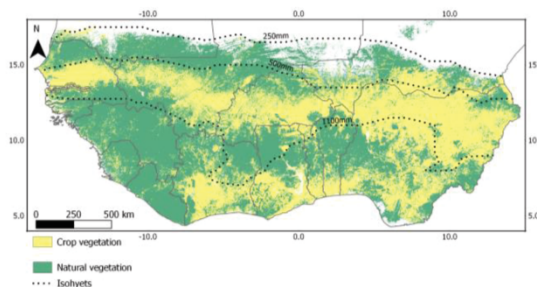 -10.0 0.0 10.0
N
250mm
500mm
1100mm
15.0 15.0
10.0 10.0
5.0 5.0
0 250 500 km
-10.0 0.0 10.0
Crop vegetation
Natural vegetation
Isohyets